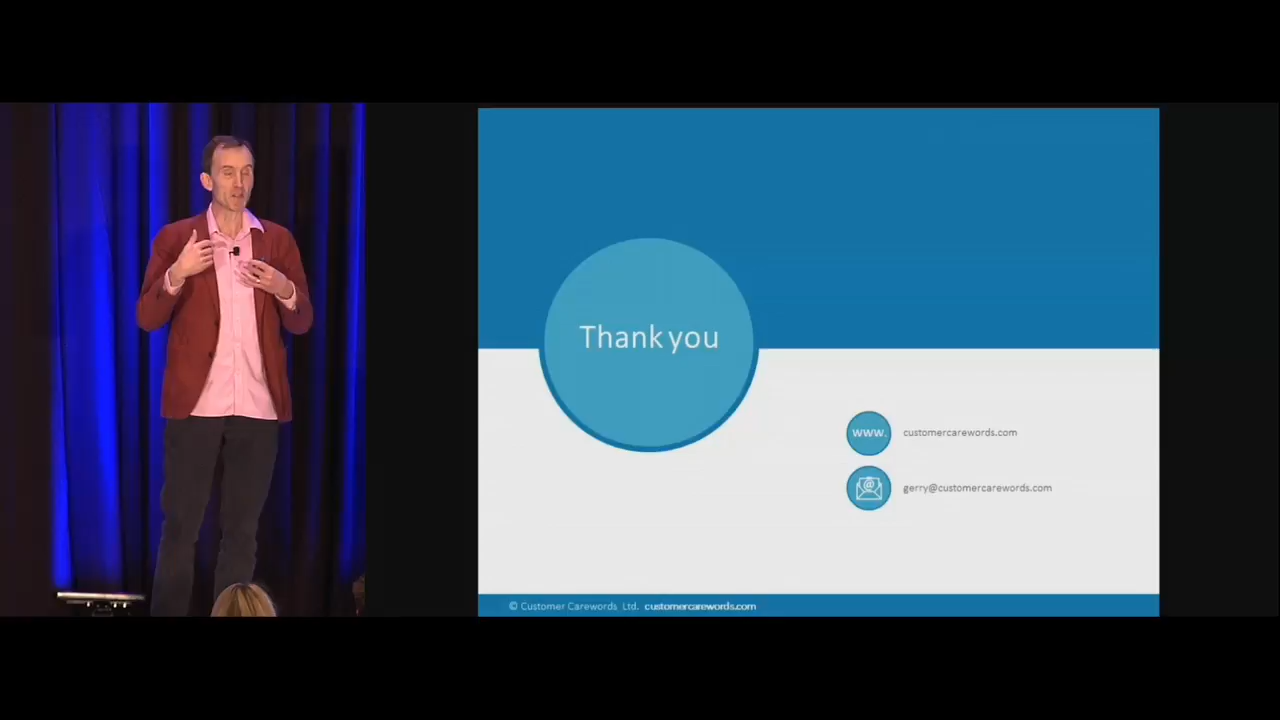 Thank you
www.
customercarewords.com
@
gerry@customercarewords.com
© Customer Carewords Ltd. customercarewords.com